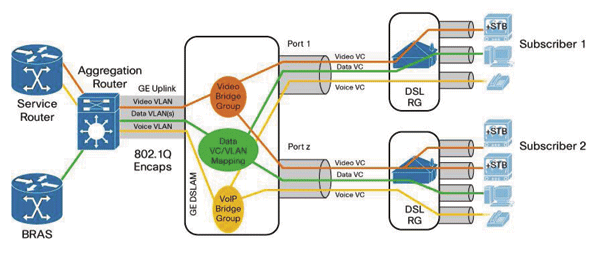 Service
Router
BRAS
Aggregation
Router
GE Uplink
Video VLAN
Data VLAN(s)
Voice VLAN
802.1Q
Encaps
GE DSLAM
Video
Bridge
Group
Data
VC/VLAN
Mapping
VoIP
Bridge
Group
Port 1
Video VC
Data VC
Voice VC
Port z
Video VC
Data VC
Voice VC
DSL
RG
+STB
Subscriber 1
DSL
RG
+STB
+STB
Subscriber 2